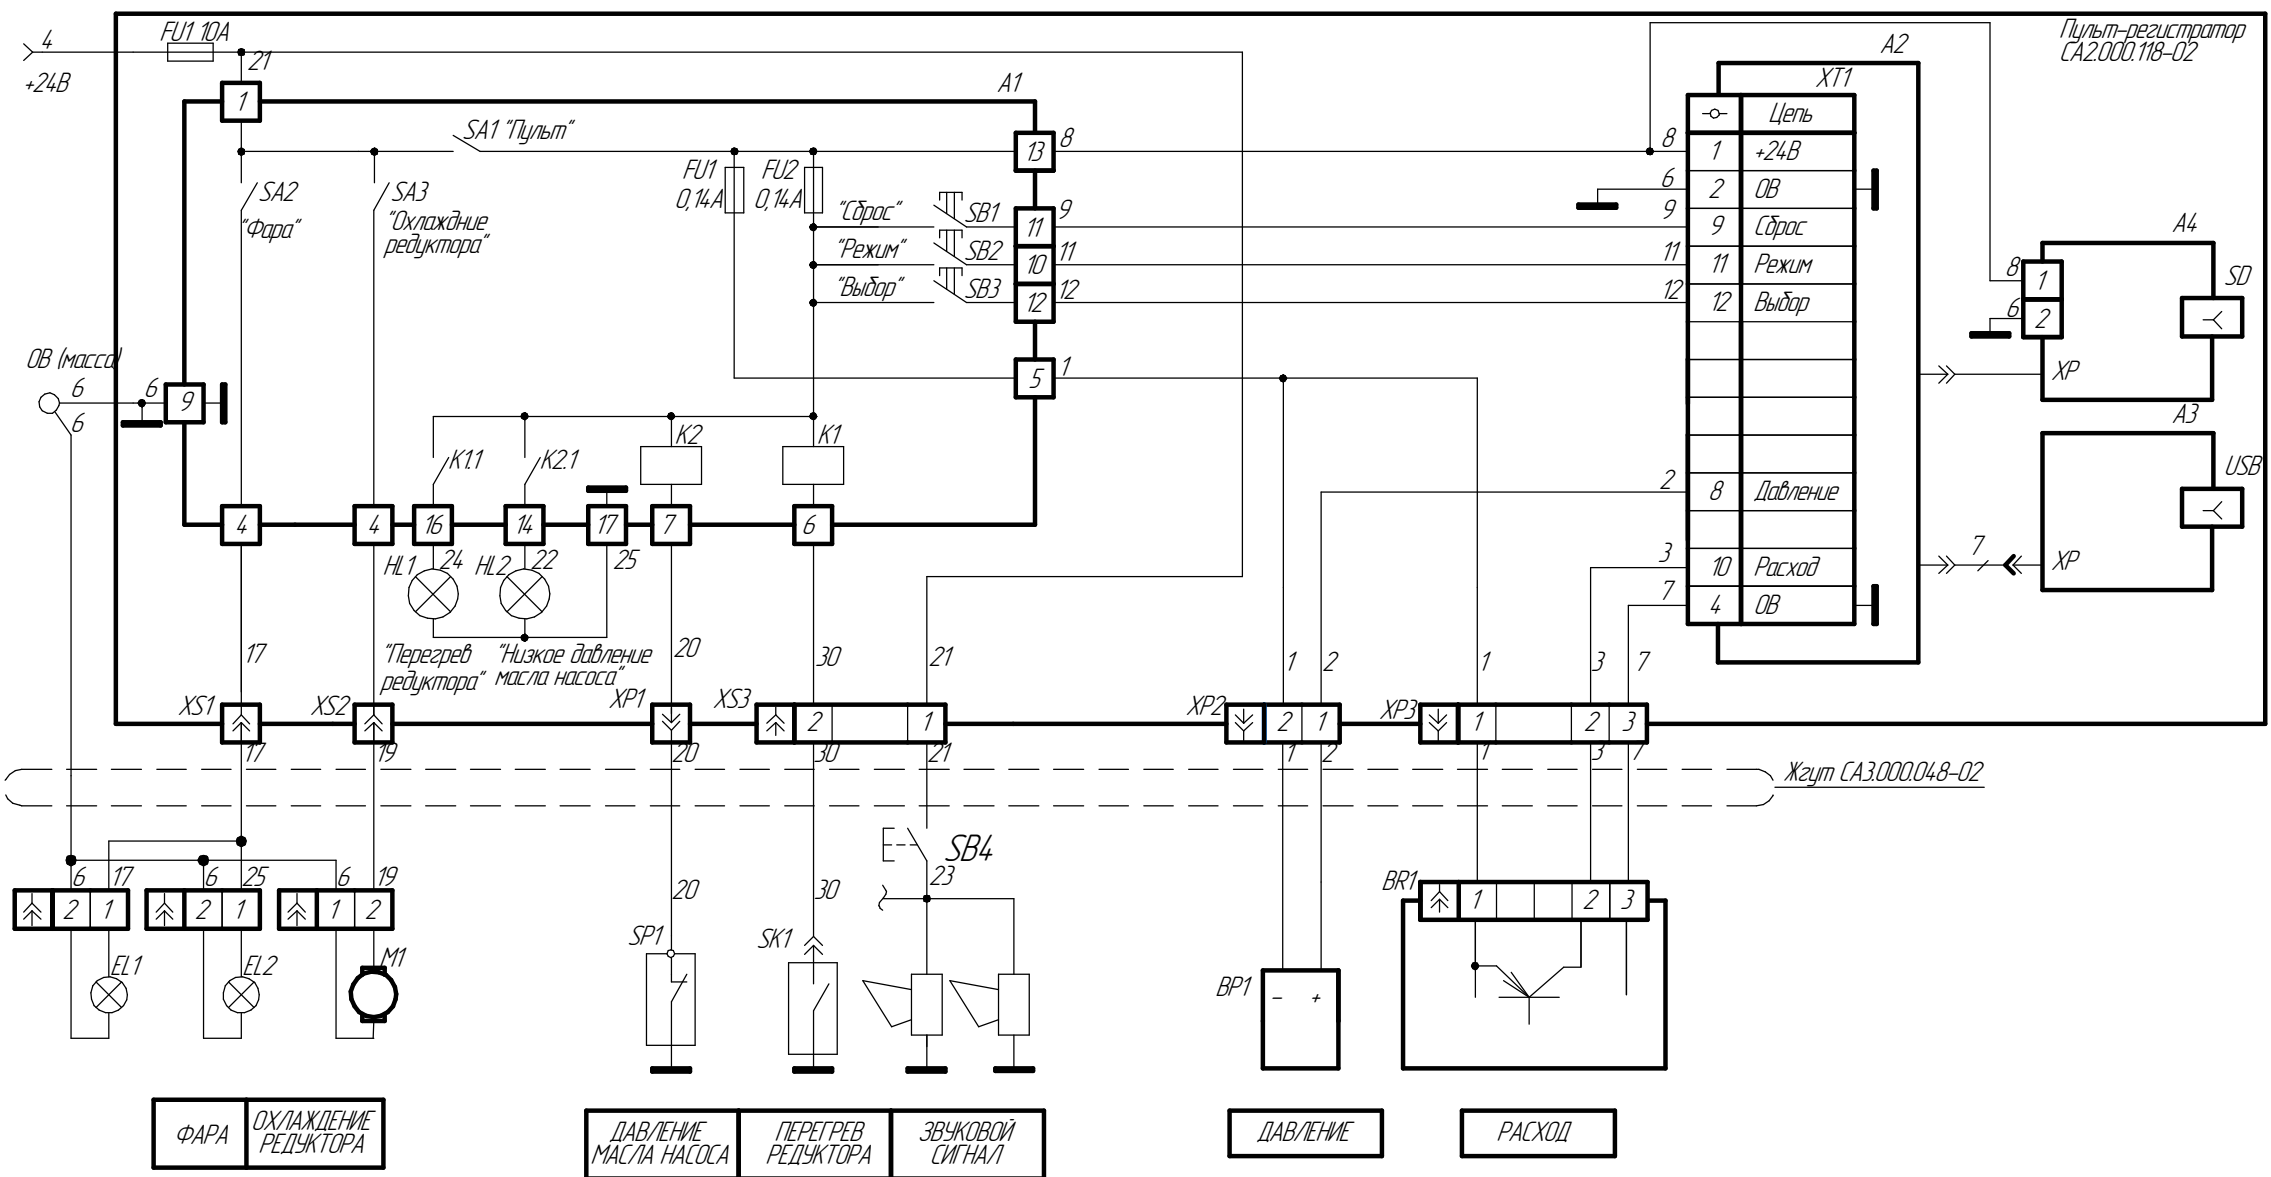 FU1 10А
4
+24В
21
Пульт-регистратор
СА2.000.118-02
А2
ХТ1
А1
1
Цепь
SA1 "Пульт"
13
8
8
1
+24В
SA2
"Фара"
SA3
"Охлаждние
редуктора"
FU1
0,14А
FU2
0,14А
6
2
ОВ
"Сброс"
SB1
11
9
9
9
Сброс
"Режим"
SB2
10
11
11
11
Режим
"Выбор"
SB3
12
12
12
12
Выбор
А4
8
1
6
2
SD
ХР
ОВ (масса)
6
6
9
6
5
1
А3
USB
7
ХР
К1.1
К2.1
К2
К1
2
8
Давление
3
10
Расход
7
4
ОВ
4
4
16
14
17
7
6
HL1
24
HL2
22
25
17
"Перегрев
редуктора"
"Низкое давление
масла насоса"
20
30
21
1
2
1
3
7
XS1
XS2
ХР1
XS3
2
1
ХР2
2
1
ХР3
1
2
3
17
19
20
30
21
1
2
1
3
7
Жгут СА3.000.048-02
SB4
23
6
17
6
25
6
19
2
1
2
1
1
2
20
30
BR1
1
2
3
EL1
EL2
М1
SP1
SK1
ВР1
-
+
ФАРА
ОХЛАЖДЕНИЕ
РЕДУКТОРА
ДАВЛЕНИЕ
МАСЛА НАСОСА
ПЕРЕГРЕВ
РЕДУКТОРА
ЗВУКОВОЙ
СИГНАЛ
ДАВЛЕНИЕ
РАСХОД